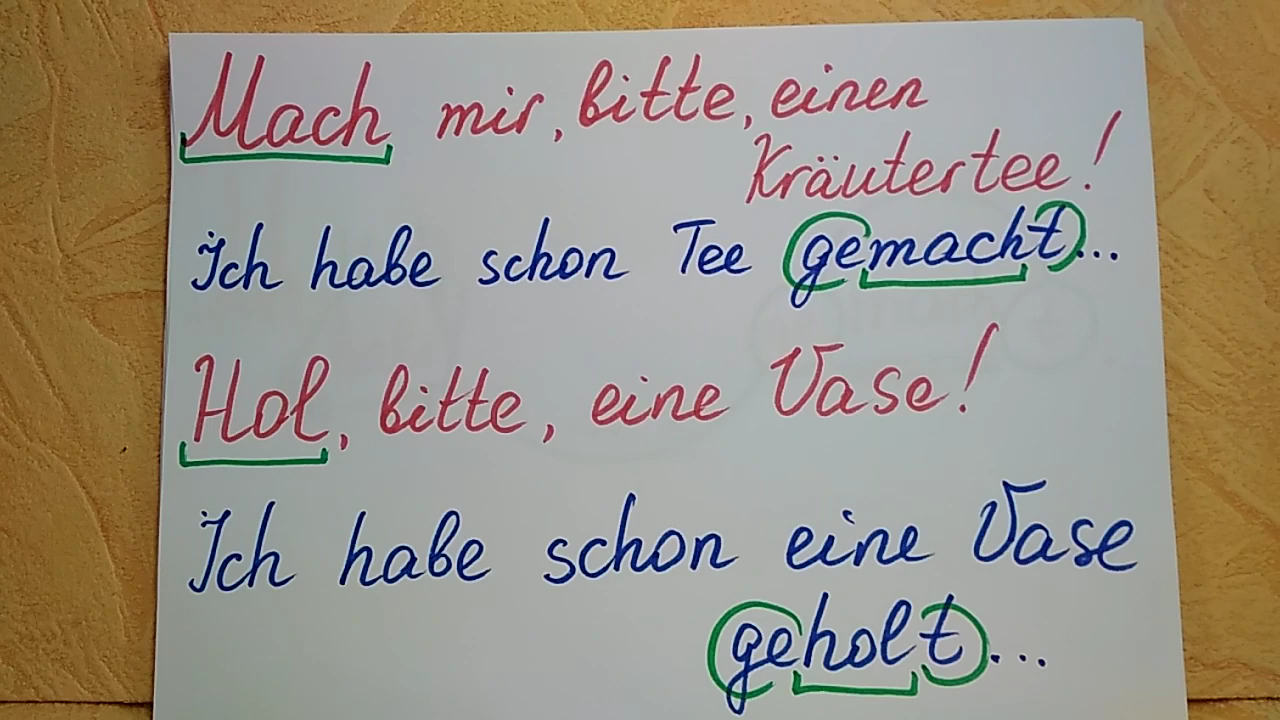 Mach mir, bitte, einen
Kräutertee!
Ich habe schon Tee gemacht...
Hol, bitte, eine Vase!
Ich habe schon eine Vase
geholt...